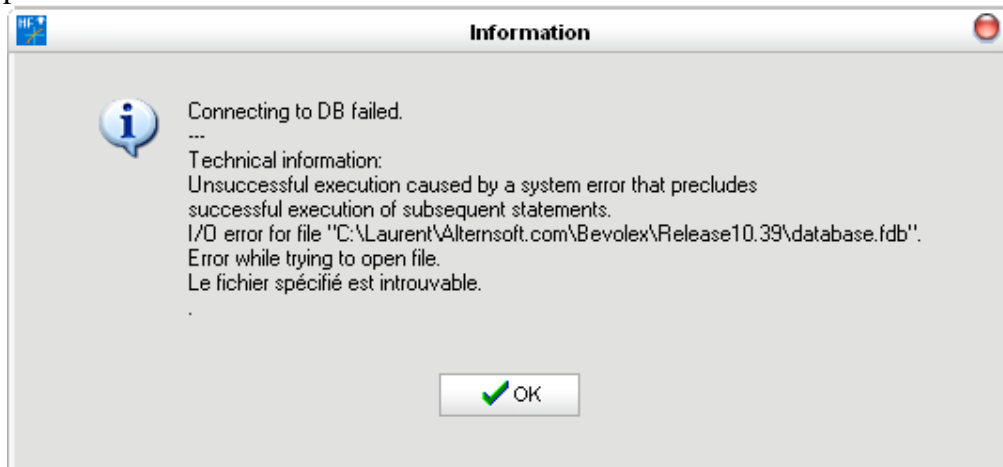 HF
Information
Connecting to DB failed.
---
Technical information:
Unsuccessful execution caused by a system error that precludes
successful execution of subsequent statements.
I/O error for file "C:\Laurent\Alternsoft.com\Bevolex\Release10.39\database.fdb".
Error while trying to open file.
Le fichier spécifié est introuvable.
.
OK